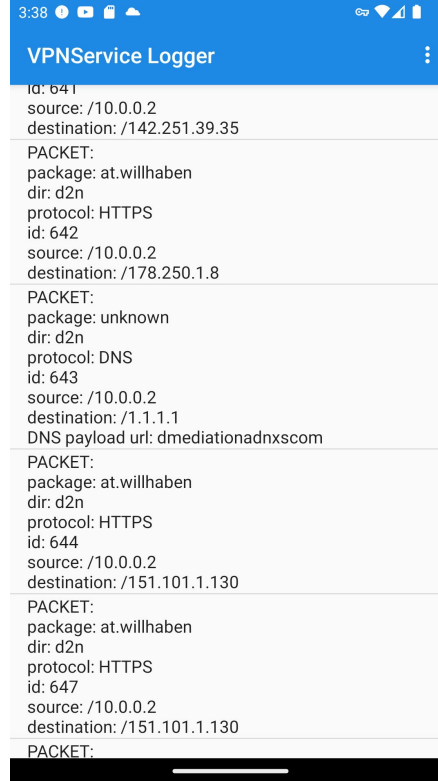 3:38
VPNService Logger
id: 641
source: /10.0.0.2
destination: /142.251.39.35
PACKET:
package: at.willhaben
dir: d2n
protocol: HTTPS
id: 642
source: /10.0.0.2
destination: /178.250.1.8
PACKET:
package: unknown
dir: d2n
protocol: DNS
id: 643
source: /10.0.0.2
destination: /1.1.1.1
DNS payload url: dmediationadnxscom
PACKET:
package: at.willhaben
dir: d2n
protocol: HTTPS
id: 644
source: /10.0.0.2
destination: /151.101.1.130
PACKET:
package: at.willhaben
dir: d2n
protocol: HTTPS
id: 647
source: /10.0.0.2
destination: /151.101.1.130
PACKET: